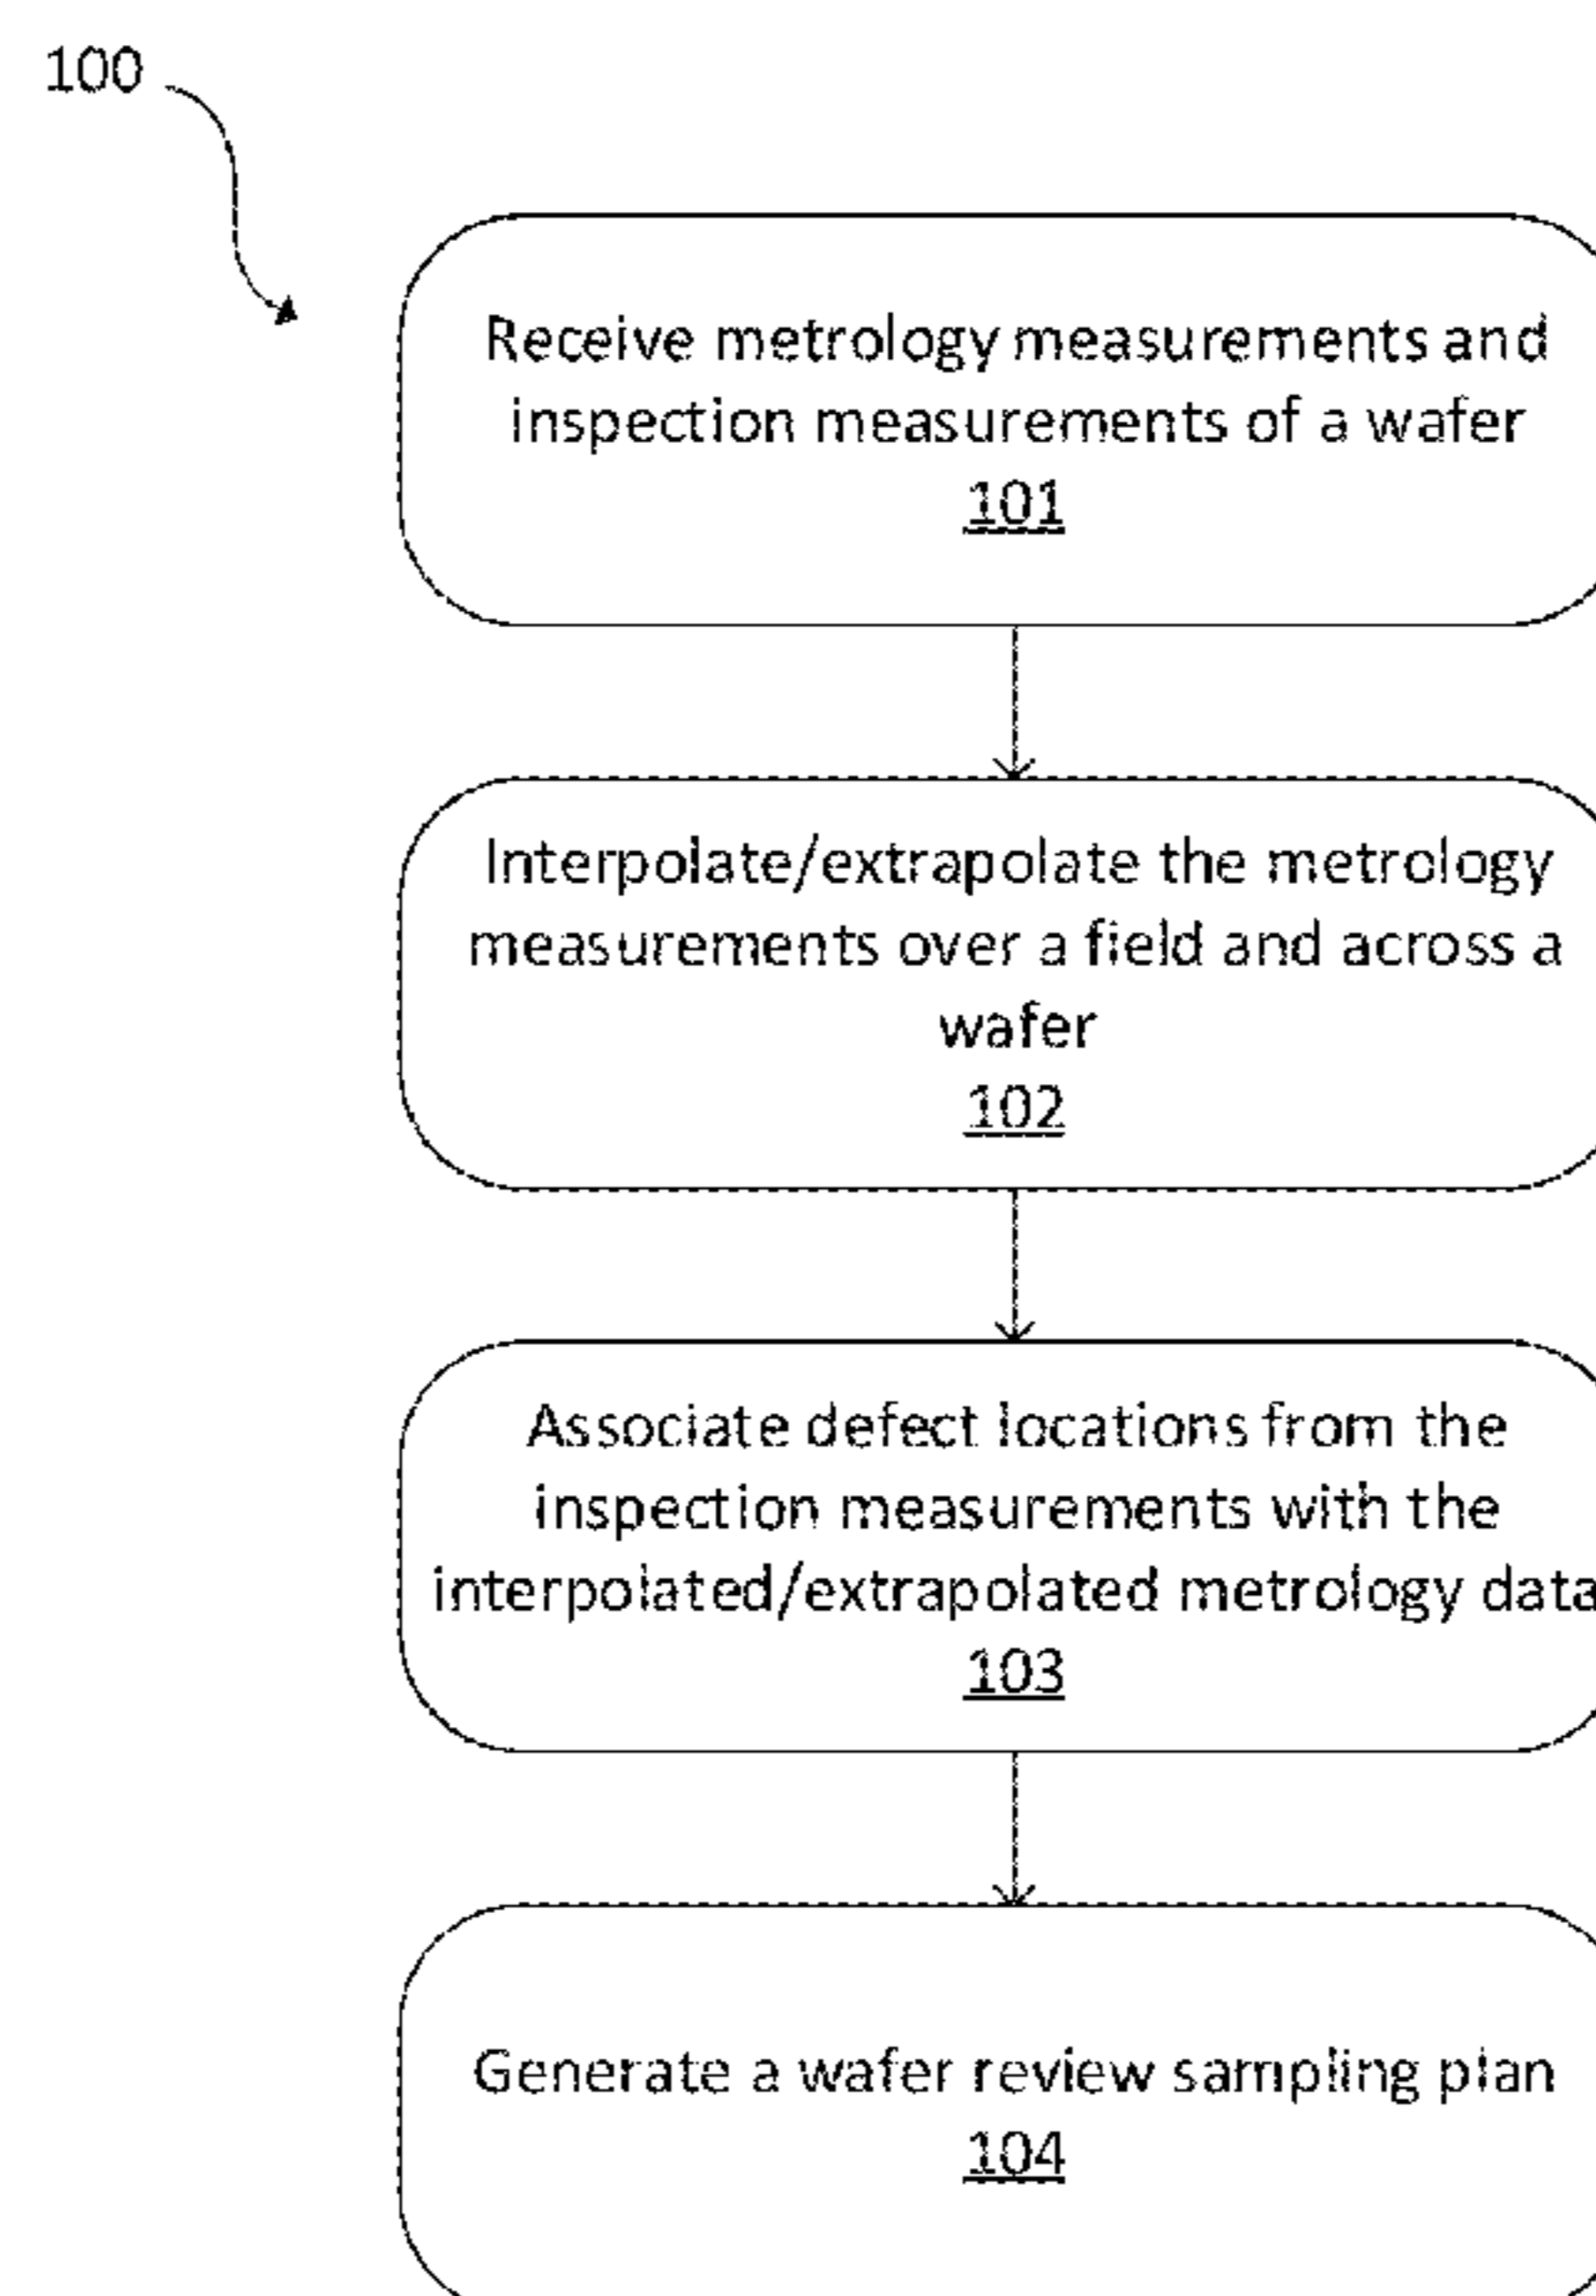 100
Receive metrology measurements and
inspection measurements of a wafer
101
Interpolate/extrapolate the metrology
measurements over a field and across a
wafer
102
Associate defect locations from the
inspection measurements with the
interpolated/extrapolated metrology data
103
Generate a wafer review sampling plan
104